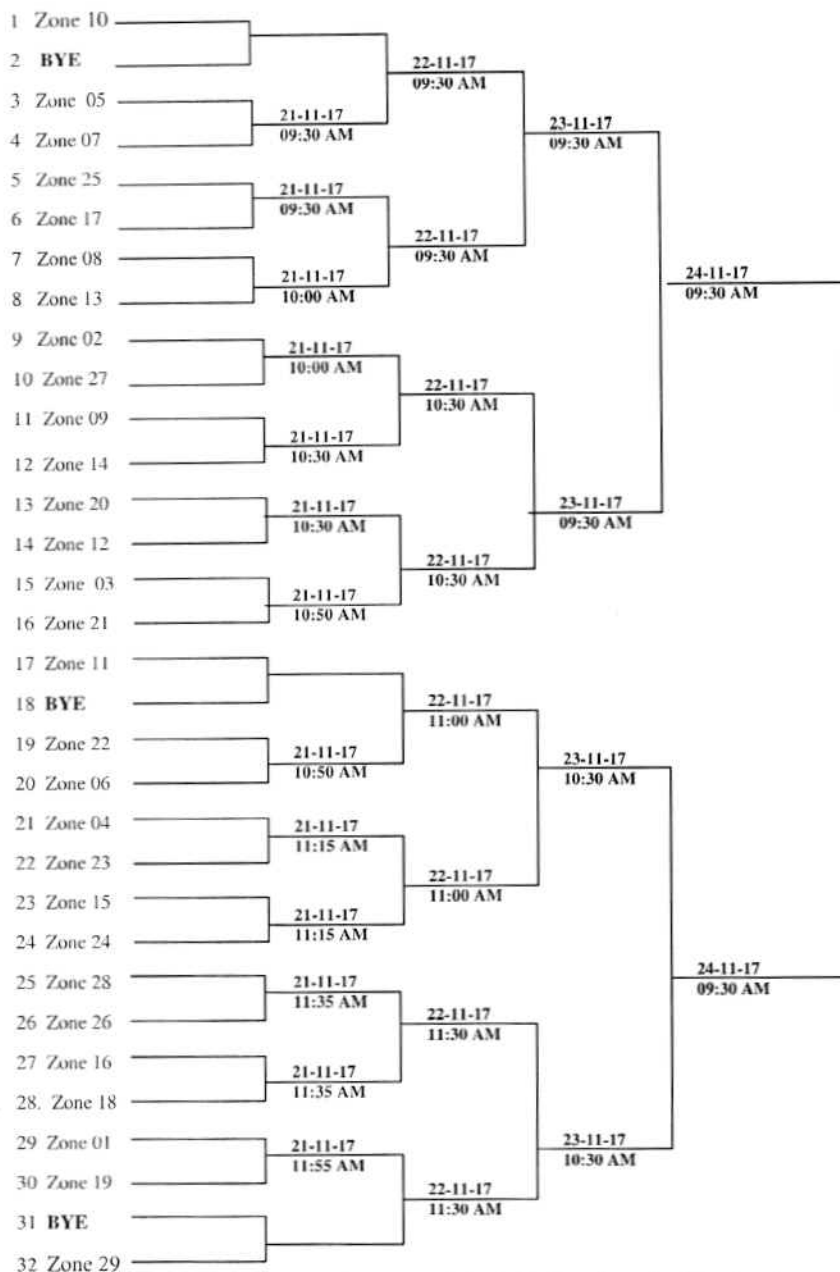 1 Zone 10
2 BYE
3 Zone 05
4 Zone 07
5 Zone 25
6 Zone 17
7 Zone 08
8 Zone 13
9 Zone 02
10 Zone 27
11 Zone 09
12 Zone 14
13 Zone 20
14 Zone 12
15 Zone 03
16 Zone 21
17 Zone 11
18 BYE
19 Zone 22
20 Zone 06
21 Zone 04
22 Zone 23
23 Zone 15
24 Zone 24
25 Zone 28
26 Zone 26
27 Zone 16
28. Zone 18
29 Zone 01
30 Zone 19
31 BYE
32 Zone 29
21-11-17
09:30 AM
21-11-17
09:30 AM
21-11-17
10:00 AM
21-11-17
10:00 AM
21-11-17
10:30 AM
21-11-17
10:30 AM
21-11-17
10:50 AM
21-11-17
10:50 AM
21-11-17
11:15 AM
21-11-17
11:15 AM
21-11-17
11:35 AM
21-11-17
11:35 AM
21-11-17
11:55 AM
22-11-17
09:30 AM
22-11-17
09:30 AM
22-11-17
10:30 AM
22-11-17
10:30 AM
22-11-17
11:00 AM
22-11-17
11:00 AM
22-11-17
11:30 AM
22-11-17
11:30 AM
23-11-17
09:30 AM
23-11-17
09:30 AM
23-11-17
10:30 AM
23-11-17
10:30 AM
24-11-17
09:30 AM
24-11-17
09:30 AM